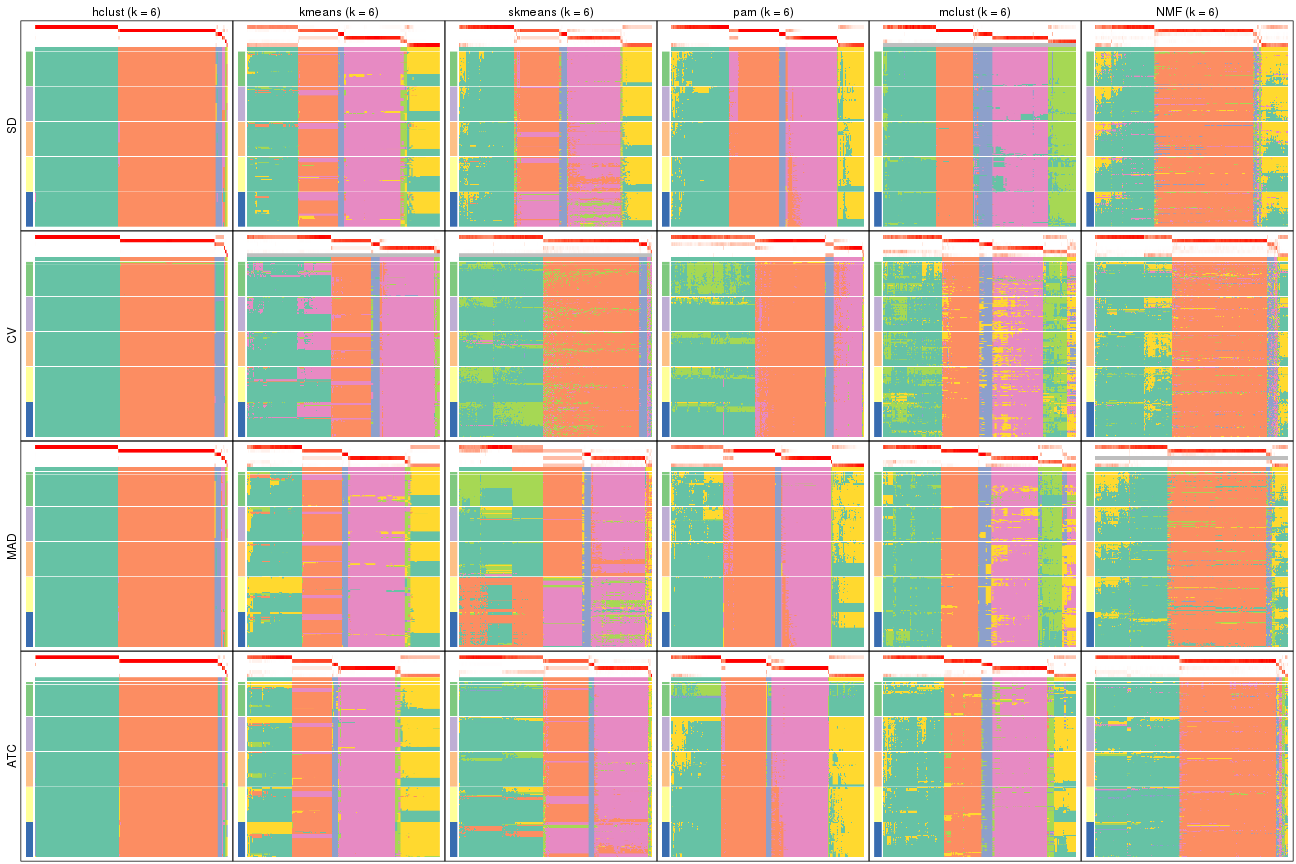 hclust (k = 6) kmeans (k = 6) skmeans (k = 6) pam (k = 6) mclust (k = 6) NMF (k = 6)
SD
CV
MAD
ATC